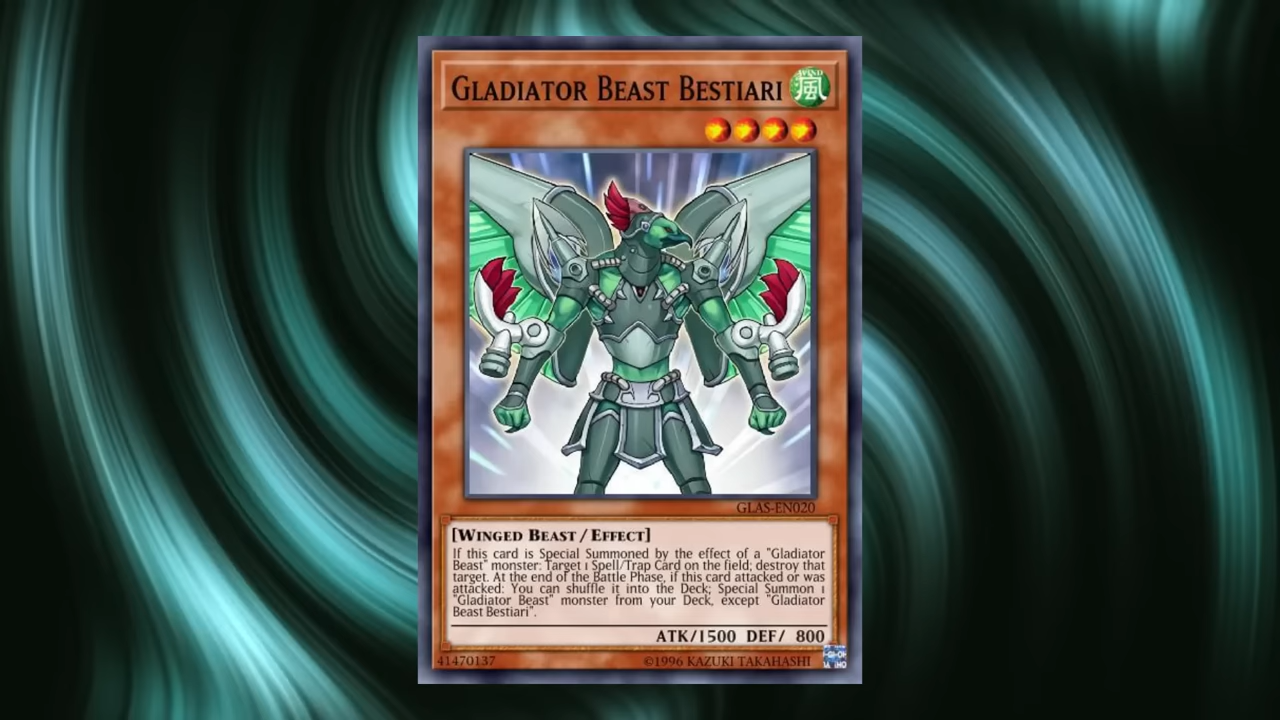 Gladiator Beast Bestiari
WIND
風
GLAS-EN020
[Winged Beast / Effect]
If this card is Special Summoned by the effect of a "Gladiator
Beast" monster: Target 1 Spell/Trap Card on the field; destroy that
target. At the end of the Battle Phase, if this card attacked or was
attacked: You can shuffle it into the Deck; Special Summon 1
"Gladiator Beast" monster from your Deck, except "Gladiator
Beast Bestiari".
ATK/1500 DEF/ 800
41470137
©1996 KAZUKI TAKAHASHI